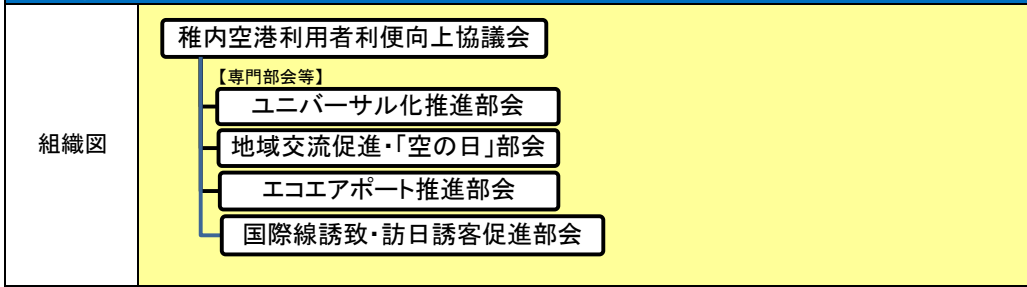 組織図
稚内空港利用者利便向上協議会
【専門部会等】
ユニバーサル化推進部会
地域交流促進・「空の日」部会
エコエアポート推進部会
国際線誘致・訪日誘客促進部会